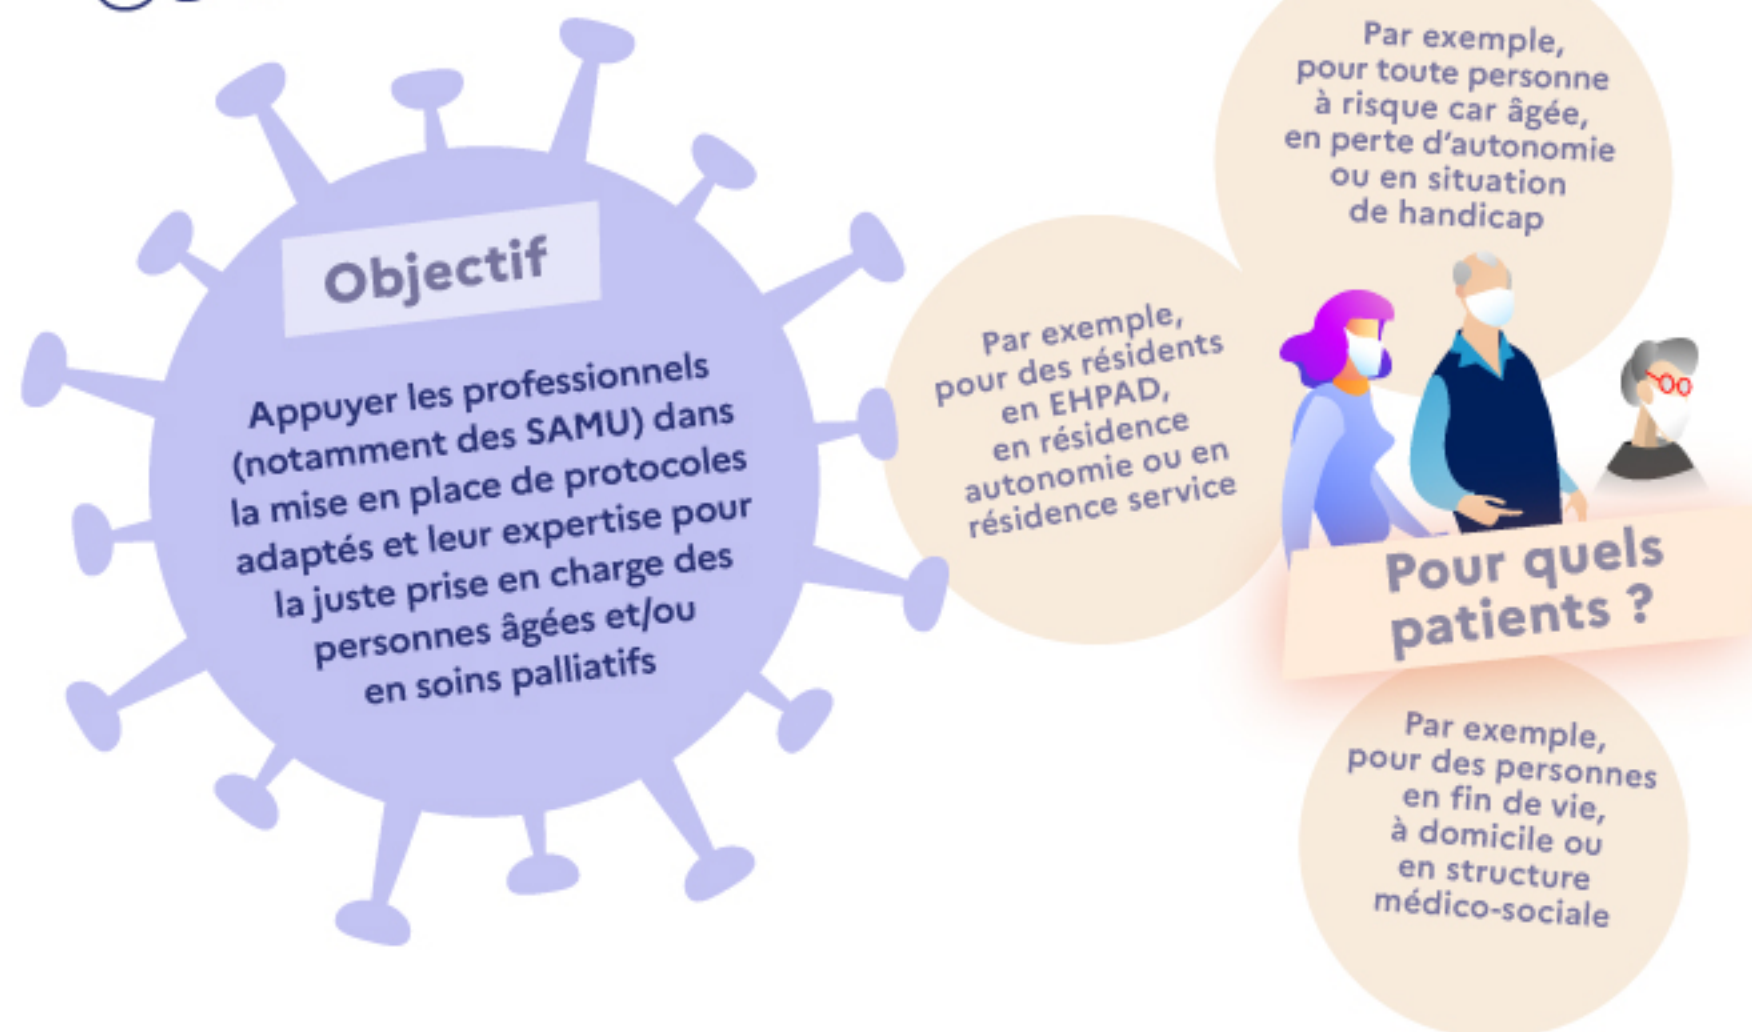 Objectif
Appuyer les professionnels
(notamment des SAMU) dans
la mise en place de protocoles
adaptés et leur expertise pour
la juste prise en charge des
personnes âgées et/ou
en soins palliatifs
Par exemple,
pour des résidents
en EHPAD,
en résidence
autonomie ou en
résidence service
Par exemple,
pour toute personne
à risque car âgée,
en perte d'autonomie
ou en situation
de handicap
Pour quels
patients ?
Par exemple,
pour des personnes
en fin de vie,
à domicile ou
en structure
médico-sociale